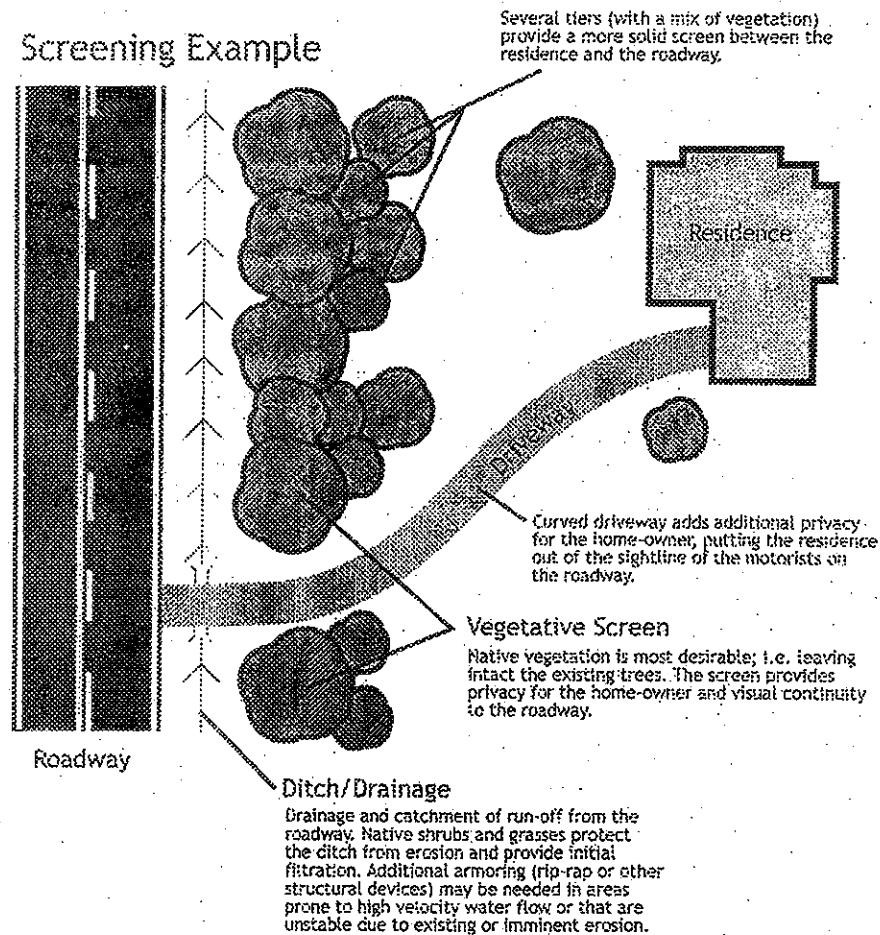 Screening Example
Several tiers (with a mix of vegetation)
provide a more solid screen between the
residence and the roadway.
Residence
Driveway
Curved driveway adds additional privacy
for the home-owner, putting the residence
out of the sightline of the motorists on
the roadway.
Vegetative Screen
Native vegetation is most desirable; i.e. leaving
intact the existing trees. The screen provides
privacy for the home-owner and visual continuity
to the roadway.
Roadway
Ditch/Drainage
Drainage and catchment of run-off from the
roadway. Native shrubs and grasses protect
the ditch from erosion and provide initial
filtration. Additional armoring (rip-rap or other
structural devices) may be needed in areas
prone to high velocity water flow or that are
unstable due to existing or imminent erosion.